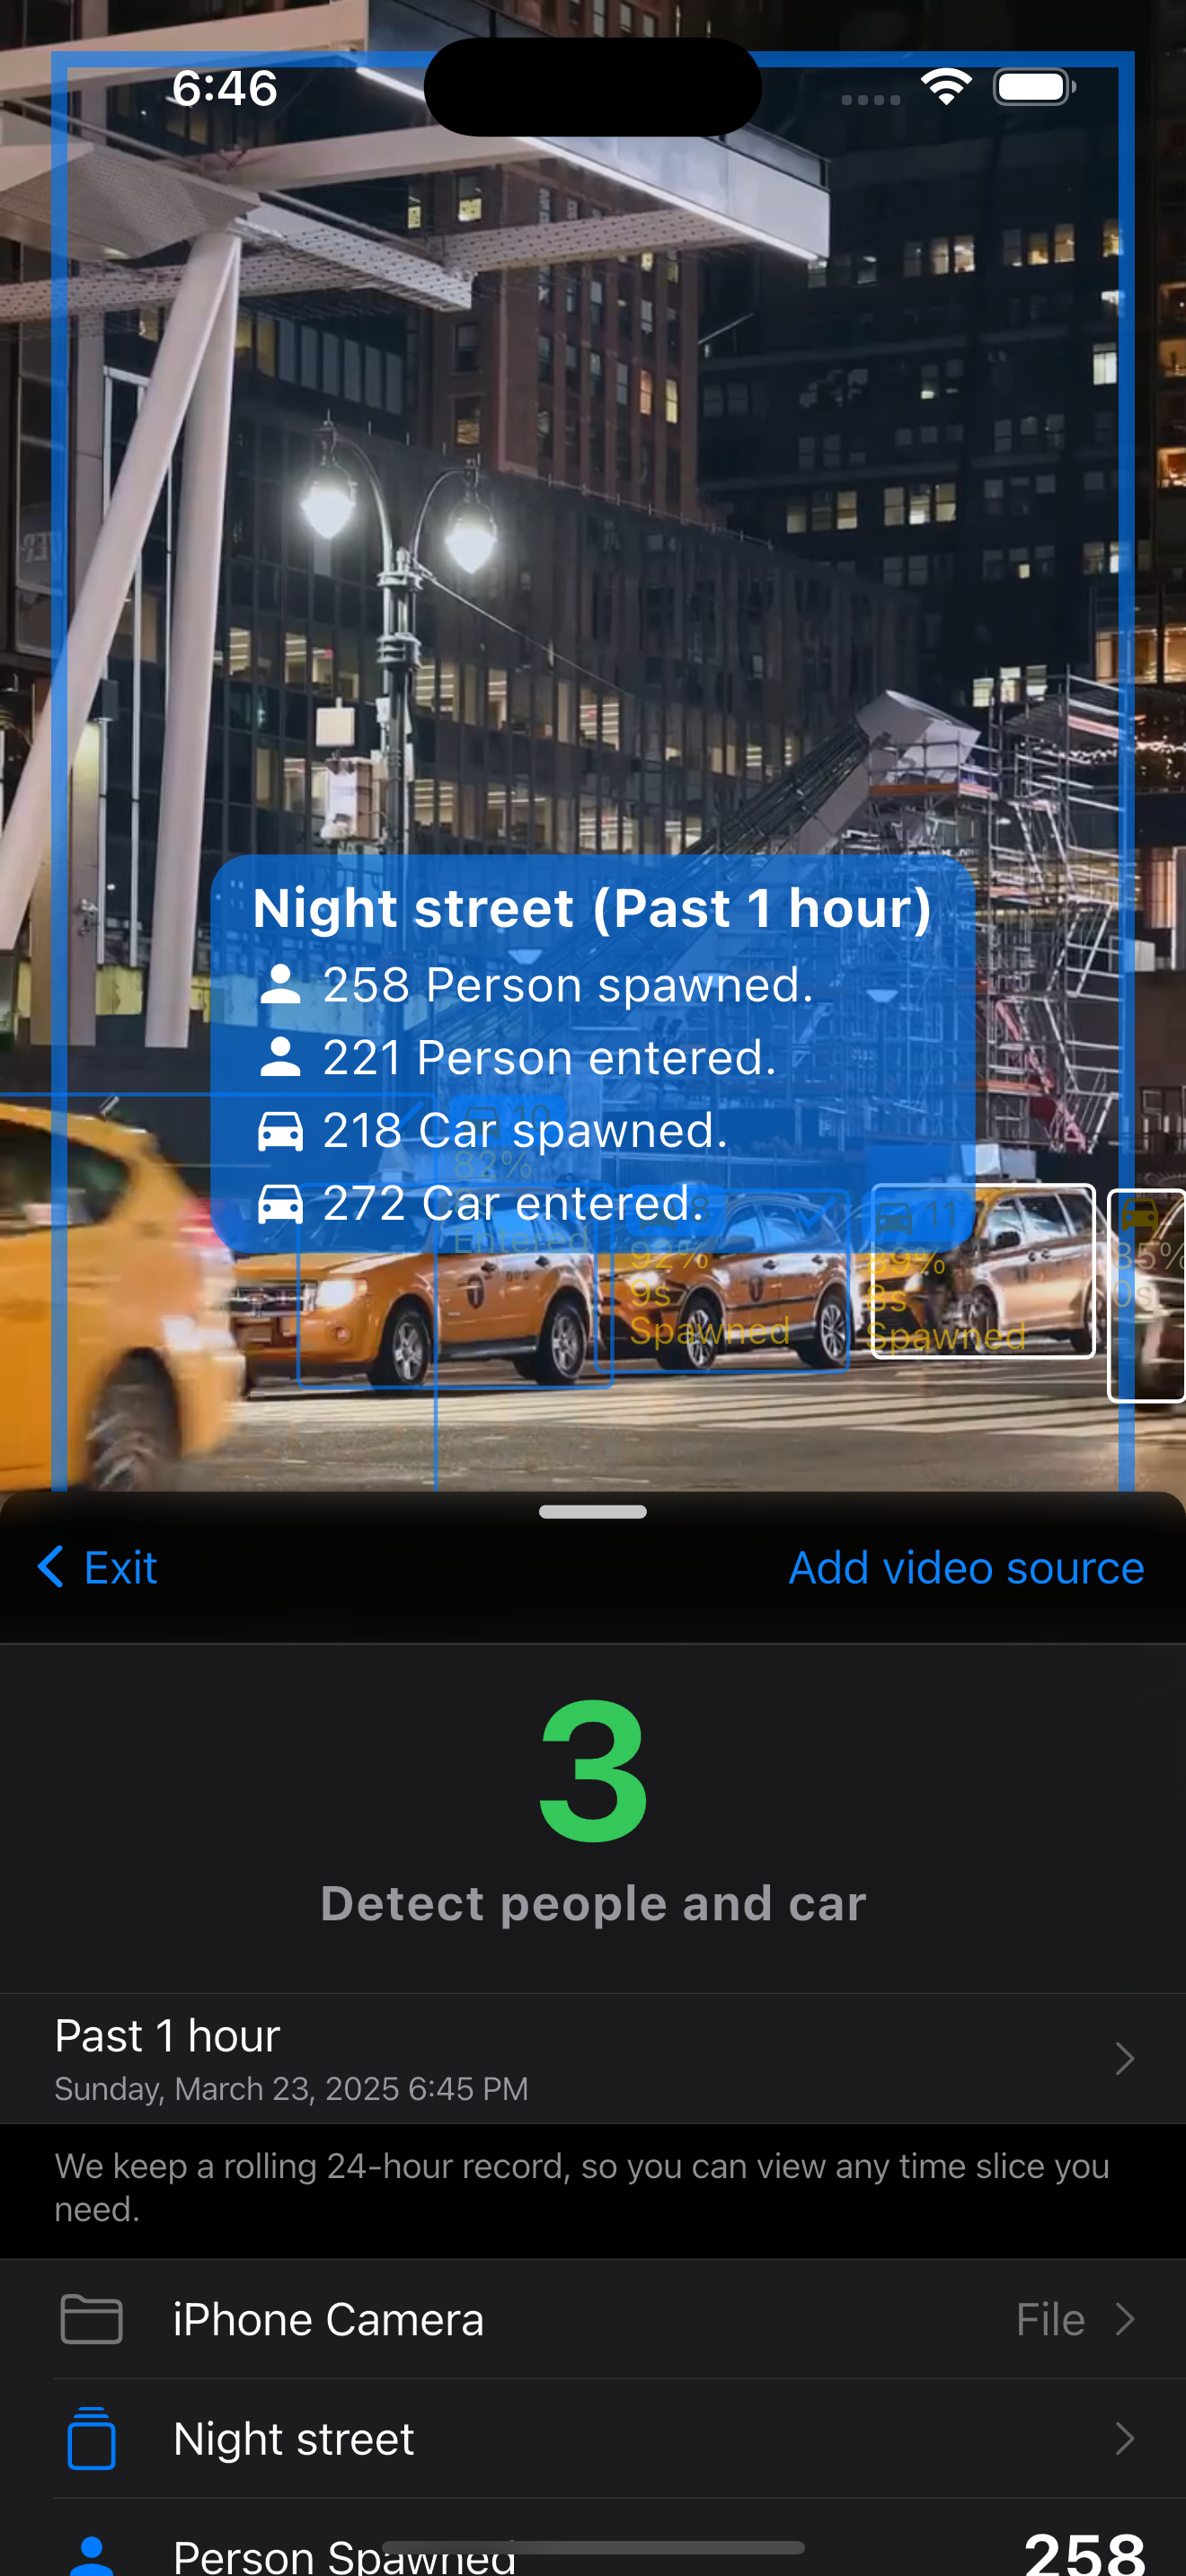 6:46
Night street (Past 1 hour)
258 Person spawned.
221 Person entered.
218 Car spawned.
272 Car entered.
10
82%
Entered
92%
9s
Spawned
11
89%
8s
Spawned
85%
0s
Exit
Add video source
3
Detect people and car
Past 1 hour
Sunday, March 23, 2025 6:45 PM
We keep a rolling 24-hour record, so you can view any time slice you
need.
iPhone Camera
File
Night street
Person Spawned
258